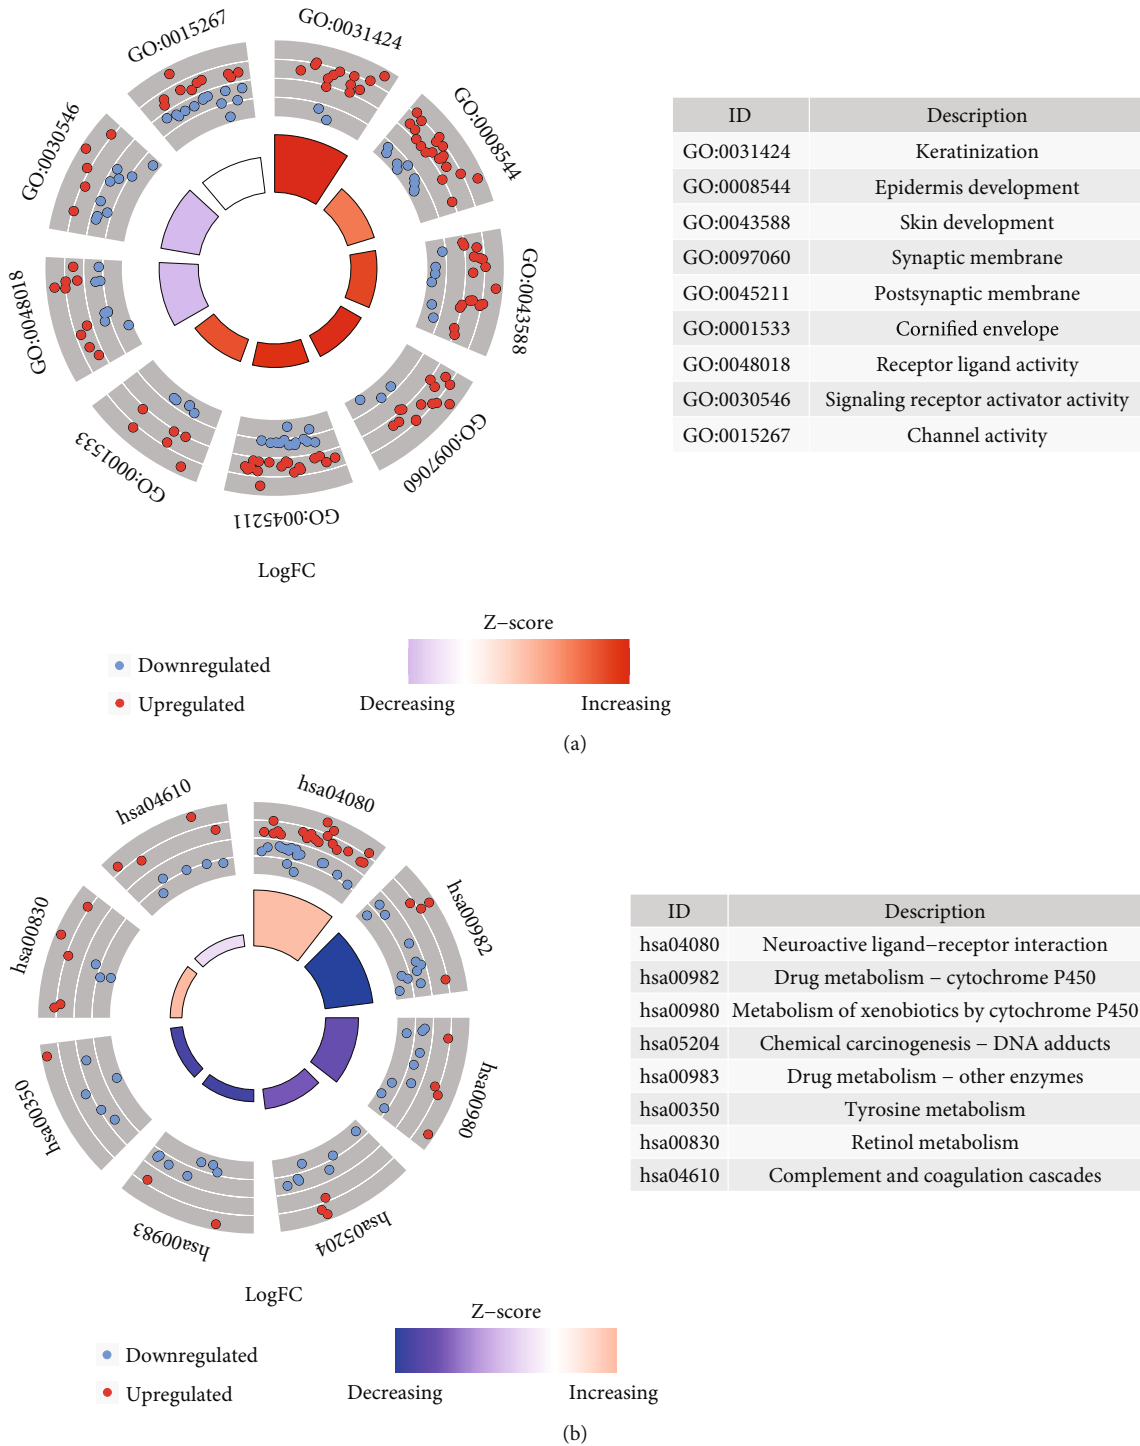 GO:0015267
GO:0031424
GO:0030546
GO:0008544
GO:0048018
GO:0043588
GO:0001533
GO:0097060
GO:0045211
LogFC
ID Description
GO:0031424 Keratinization
GO:0008544 Epidermis development
GO:0043588 Skin development
GO:0097060 Synaptic membrane
GO:0045211 Postsynaptic membrane
GO:0001533 Cornified envelope
GO:0048018 Receptor ligand activity
GO:0030546 Signaling receptor activator activity
GO:0015267 Channel activity
Downregulated
Upregulated
Z−score
Decreasing Increasing
(a)
hsa04610
hsa04080
hsa00830
hsa00982
hsa00350
hsa00980
hsa00983
hsa05204
LogFC
ID Description
hsa04080 Neuroactive ligand−receptor interaction
hsa00982 Drug metabolism − cytochrome P450
hsa00980 Metabolism of xenobiotics by cytochrome P450
hsa05204 Chemical carcinogenesis − DNA adducts
hsa00983 Drug metabolism − other enzymes
hsa00350 Tyrosine metabolism
hsa00830 Retinol metabolism
hsa04610 Complement and coagulation cascades
Downregulated
Upregulated
Z−score
Decreasing Increasing
(b)